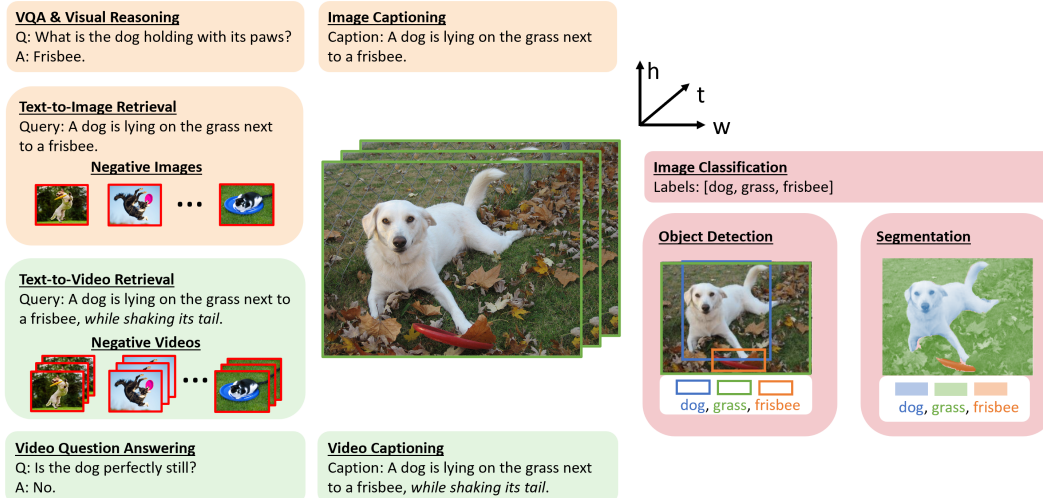 VQA & Visual Reasoning
Q: What is the dog holding with its paws?
A: Frisbee.
Image Captioning
Caption: A dog is lying on the grass next
to a frisbee.
Text-to-Image Retrieval
Query: A dog is lying on the grass next
to a frisbee.
Negative Images
...
Text-to-Video Retrieval
Query: A dog is lying on the grass next to
a frisbee, while shaking its tail.
Negative Videos
...
Video Question Answering
Q: Is the dog perfectly still?
A: No.
Video Captioning
Caption: A dog is lying on the grass next
to a frisbee, while shaking its tail.
h
t
w
Image Classification
Labels: [dog, grass, frisbee]
Object Detection
dog, grass, frisbee
Segmentation
dog, grass, frisbee